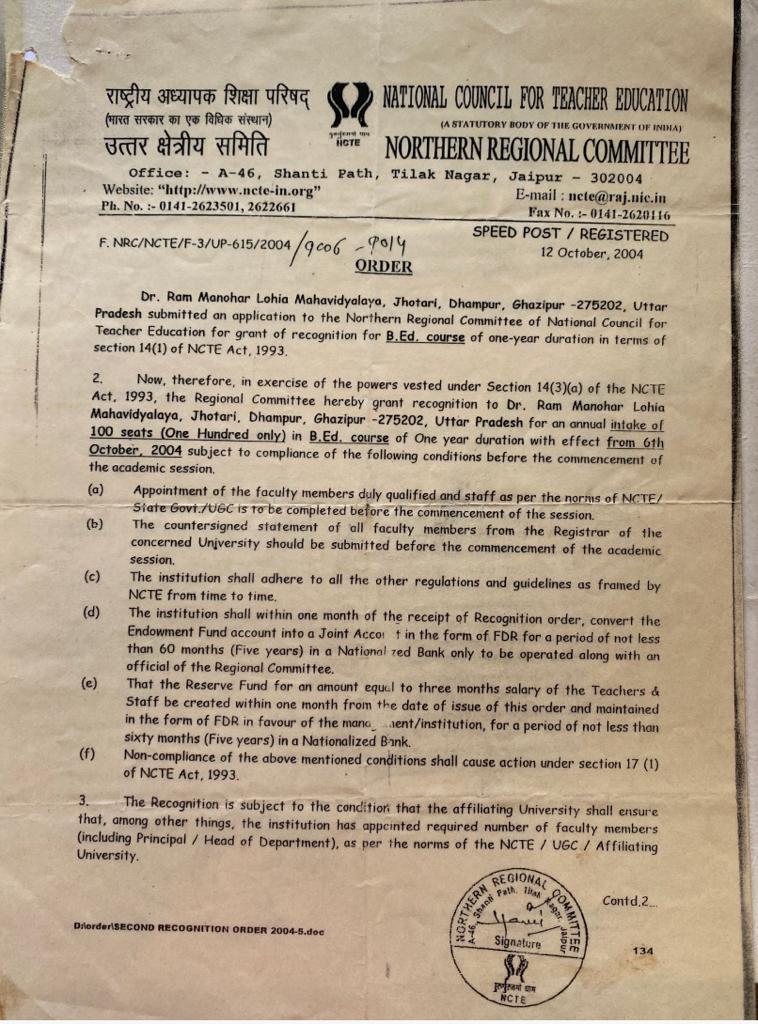 राष्ट्रीय अध्यापक शिक्षा परिषद्
(भारत सरकार का एक विधिक संस्थान)
उत्तर क्षेत्रीय समिति
NCTE
NATIONAL COUNCIL FOR TEACHER EDUCATION
(A STATUTORY BODY OF THE GOVERNMENT OF INDIA)
NORTHERN REGIONAL COMMITTEE
Office: - A-46, Shanti Path, Tilak Nagar, Jaipur - 302004
Website: "http://www.ncte-in.org" E-mail : ncte@raj.nic.in
Ph. No. :- 0141-2623501, 2622661 Fax No. :- 0141-2620116
SPEED POST / REGISTERED
F. NRC/NCTE/F-3/UP-615/2004 /9006 - 9014 12 October, 2004
ORDER
Dr. Ram Manohar Lohia Mahavidyalaya, Jhotari, Dhampur, Ghazipur -275202, Uttar
Pradesh submitted an application to the Northern Regional Committee of National Council for
Teacher Education for grant of recognition for B.Ed. course of one-year duration in terms of
section 14(1) of NCTE Act, 1993.
2. Now, therefore, in exercise of the powers vested under Section 14(3)(a) of the NCTE
Act, 1993, the Regional Committee hereby grant recognition to Dr. Ram Manohar Lohia
Mahavidyalaya, Jhotari, Dhampur, Ghazipur -275202, Uttar Pradesh for an annual intake of
100 seats (One Hundred only) in B.Ed. course of One year duration with effect from 6th
October, 2004 subject to compliance of the following conditions before the commencement of
the academic session.
(a) Appointment of the faculty members duly qualified and staff as per the norms of NCTE/
State Govt./UGC is to be completed before the commencement of the session.
(b) The countersigned statement of all faculty members from the Registrar of the
concerned University should be submitted before the commencement of the academic
session.
(c) The institution shall adhere to all the other regulations and guidelines as framed by
NCTE from time to time.
(d) The institution shall within one month of the receipt of Recognition order, convert the
Endowment Fund account into a Joint Accou t in the form of FDR for a period of not less
than 60 months (Five years) in a National zed Bank only to be operated along with an
official of the Regional Committee.
(e) That the Reserve Fund for an amount equal to three months salary of the Teachers &
Staff be created within one month from the date of issue of this order and maintained
in the form of FDR in favour of the manag ment/institution, for a period of not less than
sixty months (Five years) in a Nationalized Bank.
(f) Non-compliance of the above mentioned conditions shall cause action under section 17 (1)
of NCTE Act, 1993.
3. The Recognition is subject to the condition that the affiliating University shall ensure
that, among other things, the institution has appointed required number of faculty members
(including Principal / Head of Department), as per the norms of the NCTE / UGC / Affiliating
University.
Contd.2...
NORTHERN REGIONAL COMMITTEE
A-46, Shanti Path, Tilak Nagar, Jaipur
Signature
NCTE
D:\order\SECOND RECOGNITION ORDER 2004-5.doc
134